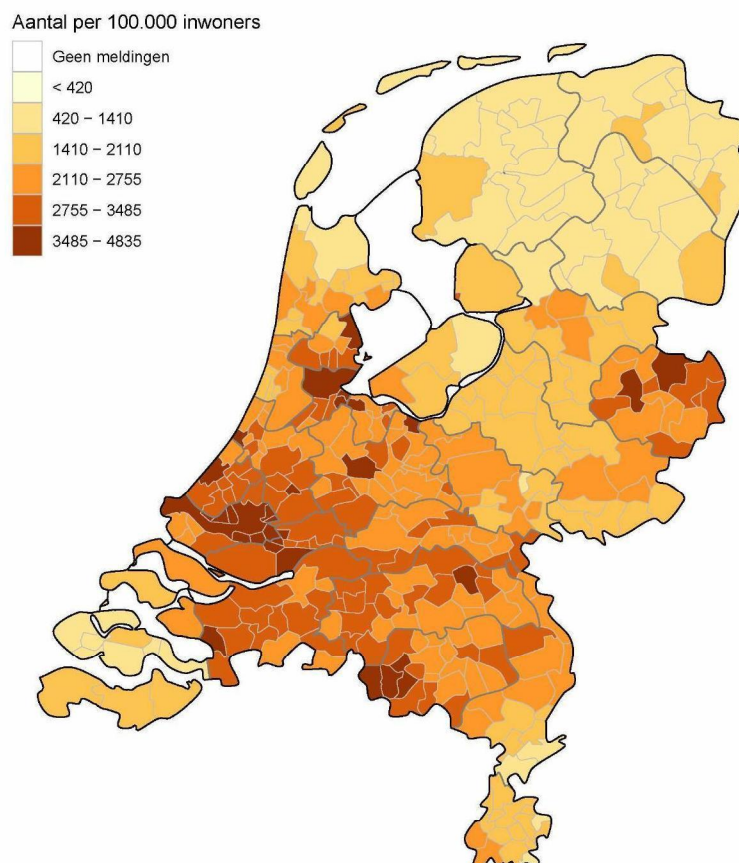 Aantal per 100.000 inwoners
Geen meldingen
< 420
420 − 1410
1410 − 2110
2110 − 2755
2755 − 3485
3485 − 4835